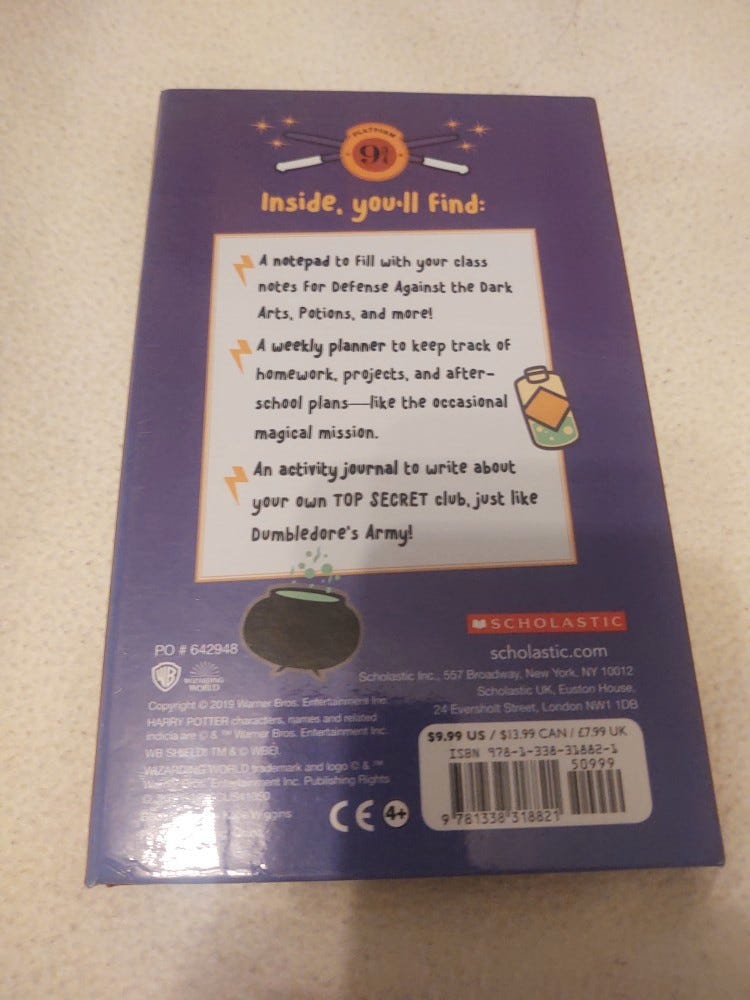 PLATFORM
9¾
Inside, you'll find:
A notepad to fill with your class
notes for Defense Against the Dark
Arts, Potions, and more!
A weekly planner to keep track of
homework, projects, and after-
school plans—like the occasional
magical mission.
An activity journal to write about
your own TOP SECRET club, just like
Dumbledore's Army!
PO # 642948
WB
WIZARDING
WORLD
Copyright © 2019 Warner Bros. Entertainment Inc.
HARRY POTTER characters, names and related
indicia are © & ™ Warner Bros. Entertainment Inc.
WB SHIELD: TM & © WBEI.
WIZARDING WORLD trademark and logo © & ™
Warner Bros. Entertainment Inc. Publishing Rights
©
Wiggins
SCHOLASTIC
scholastic.com
Scholastic Inc., 557 Broadway, New York, NY 10012
Scholastic UK, Euston House,
24 Eversholt Street, London NW1 1DB
$9.99 US / $13.99 CAN / £7.99 UK
ISBN 978-1-338-31882-1
50999
9 781338 318821
CE 4+